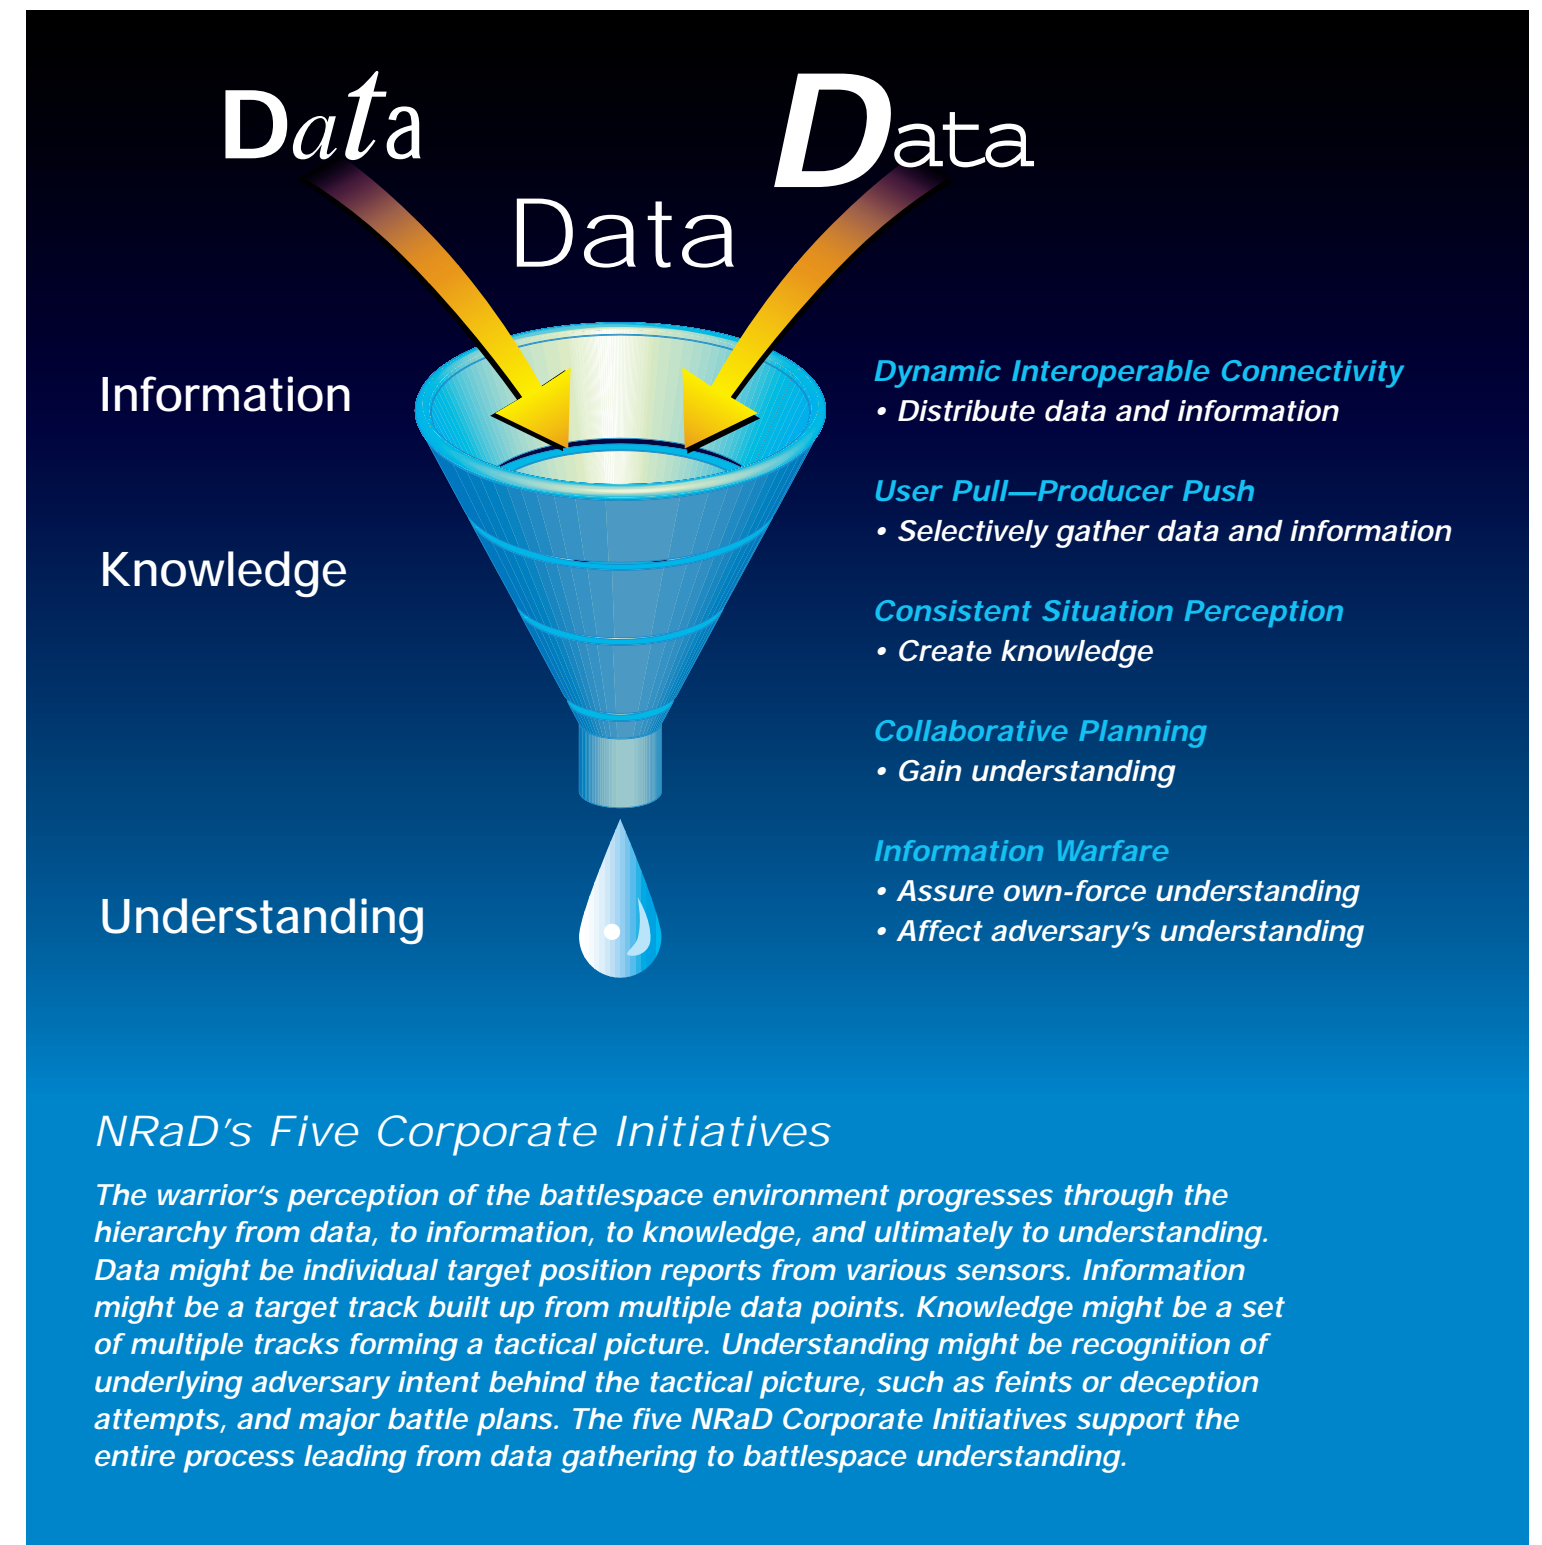 Data
Data
Data
Information
Knowledge
Understanding
Dynamic Interoperable Connectivity
• Distribute data and information
User Pull—Producer Push
• Selectively gather data and information
Consistent Situation Perception
• Create knowledge
Collaborative Planning
• Gain understanding
Information Warfare
• Assure own-force understanding
• Affect adversary’s understanding
NRaD’s Five Corporate Initiatives
The warrior‘s perception of the battlespace environment progresses through the
hierarchy from data, to information, to knowledge, and ultimately to understanding.
Data might be individual target position reports from various sensors. Information
might be a target track built up from multiple data points. Knowledge might be a set
of multiple tracks forming a tactical picture. Understanding might be recognition of
underlying adversary intent behind the tactical picture, such as feints or deception
attempts, and major battle plans. The five NRaD Corporate Initiatives support the
entire process leading from data gathering to battlespace understanding.